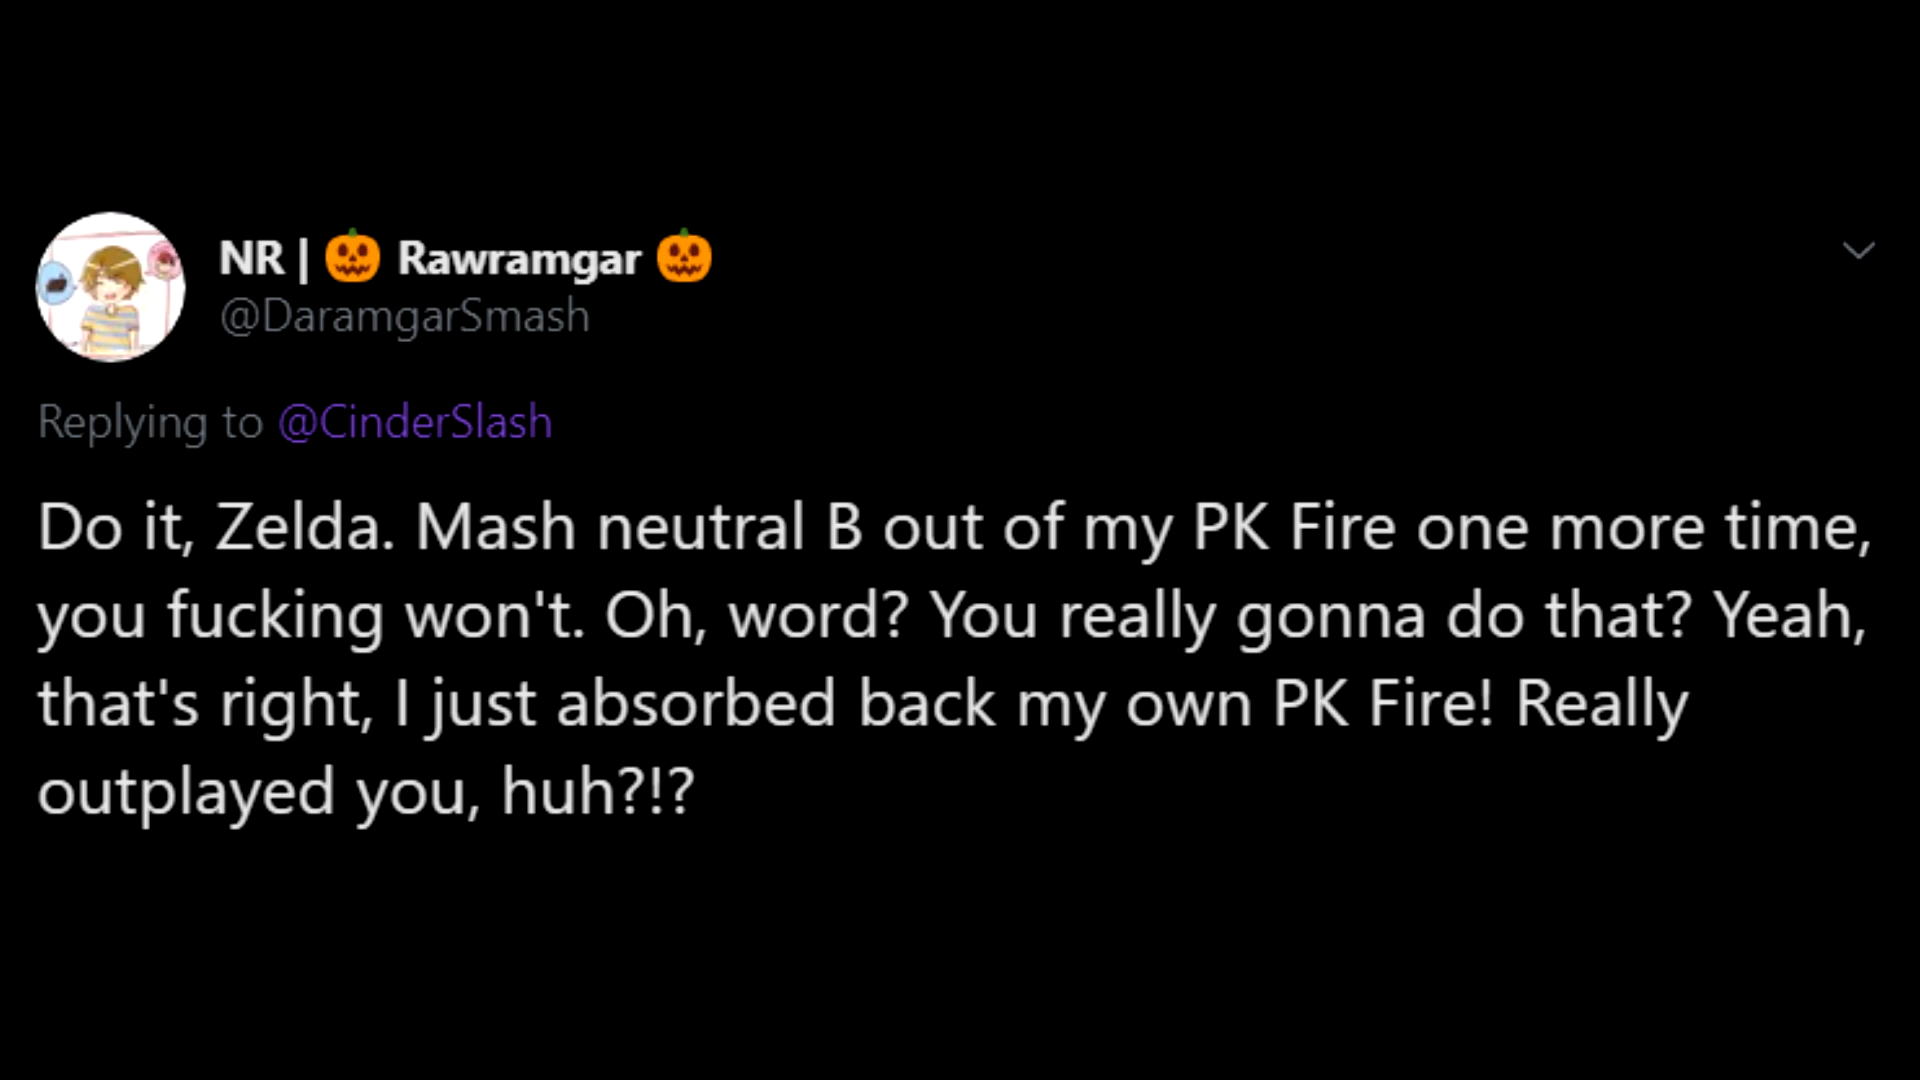 NR | 🎃 Rawramgar 🎃
@DaramgarSmash
Replying to @CinderSlash
Do it, Zelda. Mash neutral B out of my PK Fire one more time,
you fucking won't. Oh, word? You really gonna do that? Yeah,
that's right, I just absorbed back my own PK Fire! Really
outplayed you, huh?!?